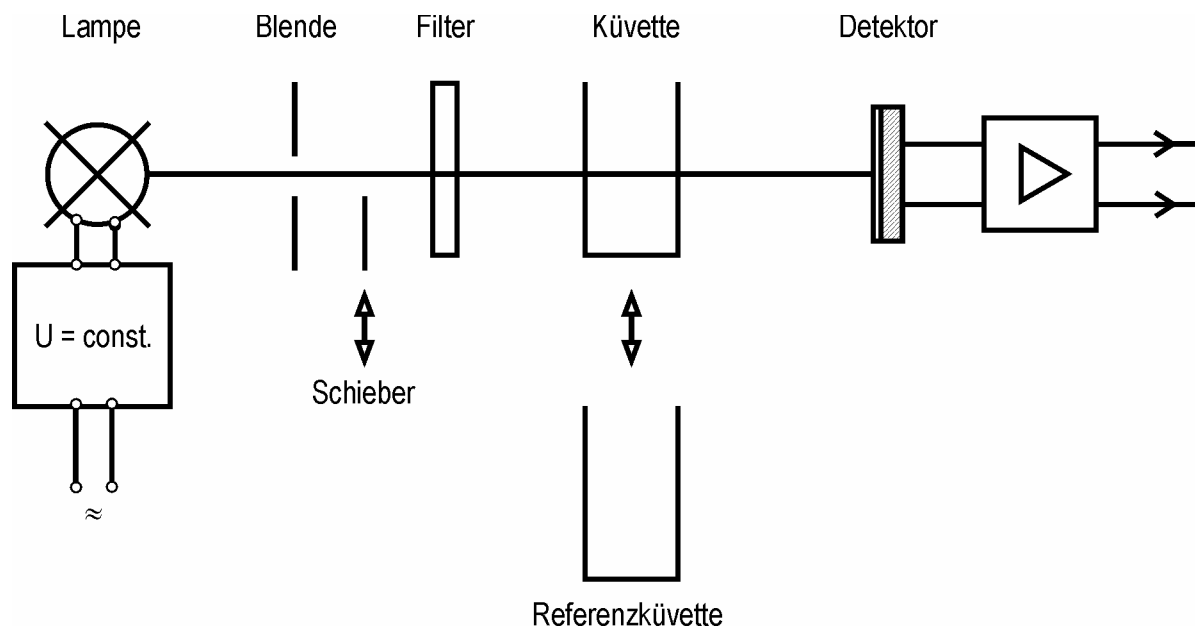 Lampe
Blende
Filter
Küvette
Detektor
U = const.
Schieber
≈
Referenzküvette